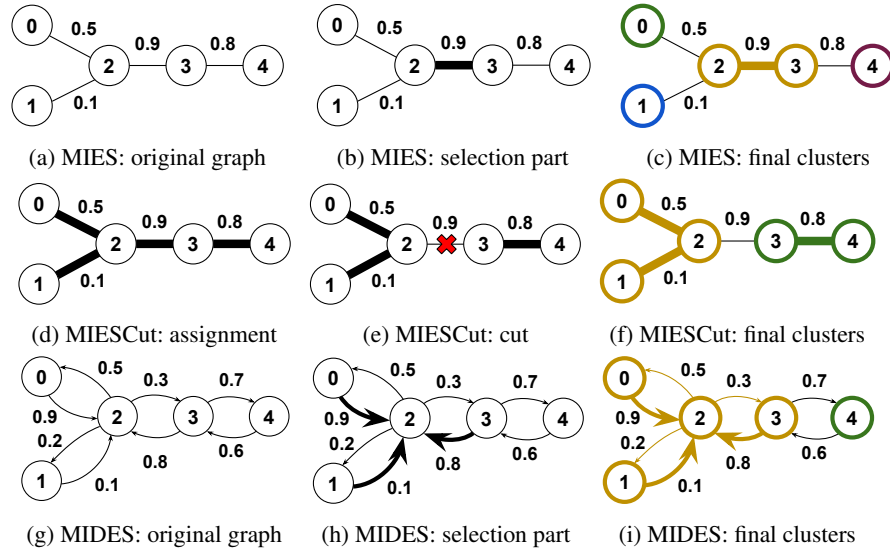 0 0.5 2 0.9 3 0.8 4 1 0.1
0 0.5 2 0.9 3 0.8 4 1 0.1
0 0.5 2 0.9 3 0.8 4 1 0.1
(a) MIES: original graph
(b) MIES: selection part
(c) MIES: final clusters
0 0.5 2 0.9 3 0.8 4 1 0.1
0 0.5 2 0.9 3 0.8 4 1 0.1
0 0.5 2 0.9 3 0.8 4 1 0.1
(d) MIESCut: assignment
(e) MIESCut: cut
(f) MIESCut: final clusters
0 0.5 0.3 0.7 0.9 2 3 4 0.2 0.8 0.6 1 0.1
0 0.5 0.3 0.7 0.9 2 3 4 0.2 0.8 0.6 1 0.1
0 0.5 0.3 0.7 0.9 2 3 4 0.2 0.8 0.6 1 0.1
(g) MIDES: original graph
(h) MIDES: selection part
(i) MIDES: final clusters